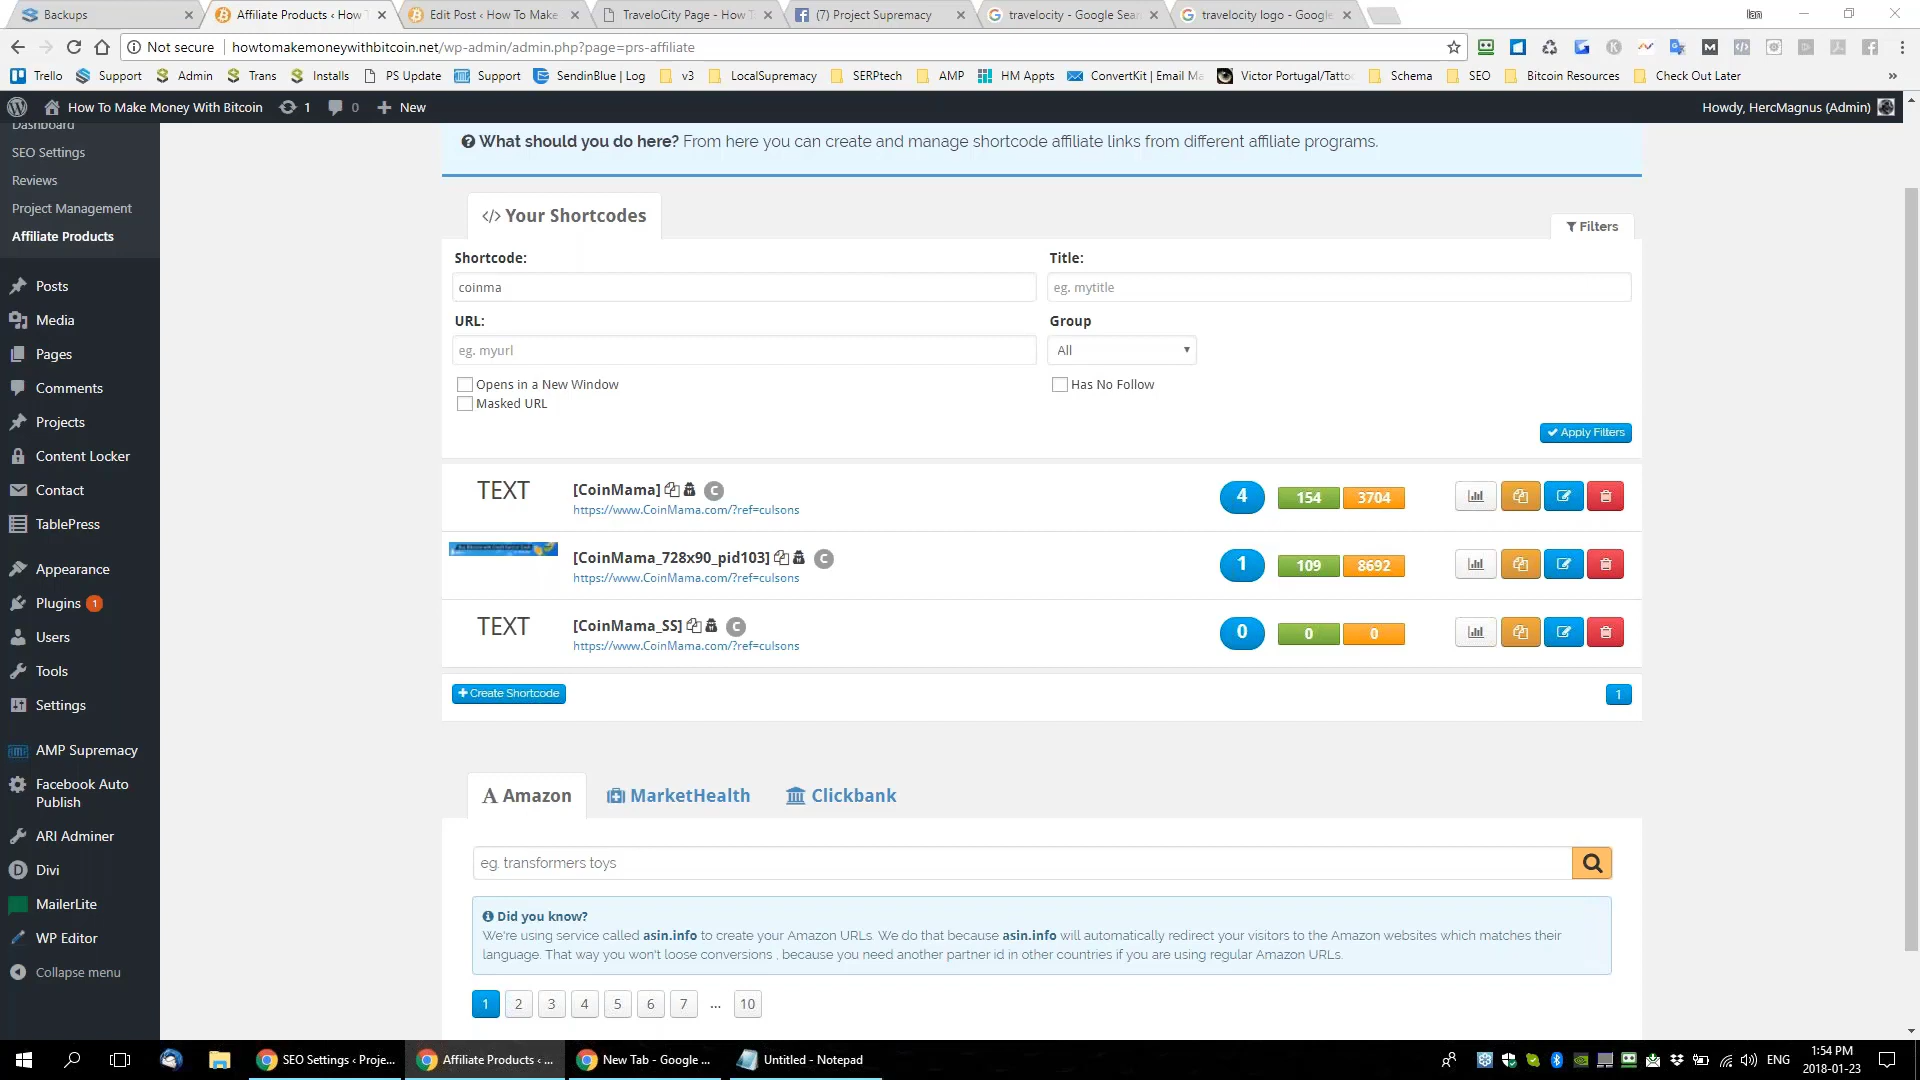 Backups
Affiliate Products ‹ How T
Edit Post ‹ How To Make
TraveloCity Page - How T
(7) Project Supremacy
travelocity - Google Sear
travelocity logo - Google
Ian
Not secure howtomakemoneywithbitcoin.net/wp-admin/admin.php?page=prs-affiliate
Trello Support Admin Trans Installs PS Update Support SendinBlue | Log v3 LocalSupremacy SERPtech AMP HM Appts ConvertKit | Email Ma Victor Portugal/Tattoo Schema SEO Bitcoin Resources Check Out Later »
How To Make Money With Bitcoin 1 0 New Howdy, HercMagnus (Admin)
Dashboard
SEO Settings
Reviews
Project Management
Affiliate Products
Posts
Media
Pages
Comments
Projects
Content Locker
Contact
TablePress
Appearance
Plugins 1
Users
Tools
Settings
AMP Supremacy
Facebook Auto
Publish
ARI Adminer
Divi
MailerLite
WP Editor
Collapse menu
What should you do here? From here you can create and manage shortcode affiliate links from different affiliate programs.
Your Shortcodes
Filters
Shortcode:
Title:
coinma
eg. mytitle
URL:
Group
eg. myurl
All
Opens in a New Window
Has No Follow
Masked URL
Apply Filters
TEXT [CoinMama] C 4 154 3704
https://www.CoinMama.com/?ref=culsons
[CoinMama_728x90_pid103] C 1 109 8692
https://www.CoinMama.com/?ref=culsons
TEXT [CoinMama_SS] C 0 0 0
https://www.CoinMama.com/?ref=culsons
Create Shortcode
1
Amazon MarketHealth Clickbank
eg. transformers toys
Did you know?
We're using service called asin.info to create your Amazon URLs. We do that because asin.info will automatically redirect your visitors to the Amazon websites which matches their
language. That way you won't loose conversions , because you need another partner id in other countries if you are using regular Amazon URLs.
1 2 3 4 5 6 7 ... 10
SEO Settings ‹ Proje...
Affiliate Products ‹ ...
New Tab - Google ...
Untitled - Notepad
ENG
1:54 PM
2018-01-23